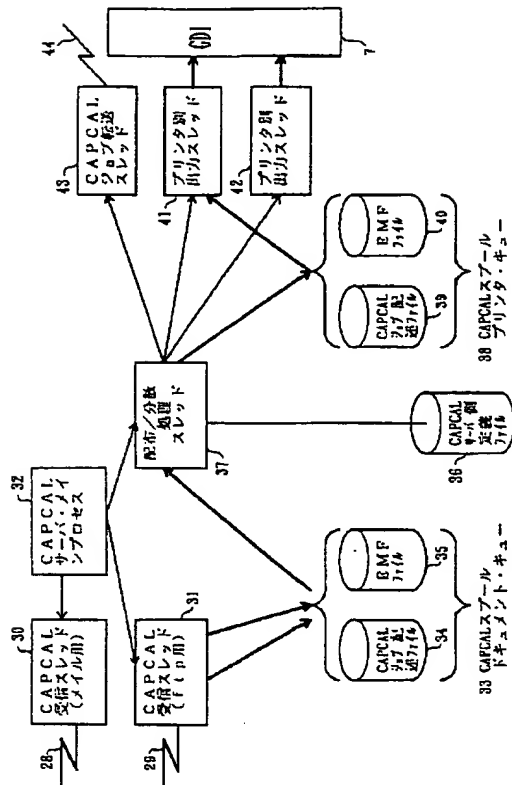 28
30
CAPCAL
受信スレッド
(メイル用)
32
CAPCAL
サーバ・メイ
ンプロセス
29
31
CAPCAL
受信スレッド
(ftp用)
配布/分散
処理
スレッド
37
43
CAPCAL
ジョブ転送
スレッド
44
41
プリンタ別
出力スレッド
42
プリンタ別
出力スレッド
GDI
7
CAPCAL
ジョブ 記
述ファイル
34
EMF
ファイル
35
33 CAPCALスプール
ドキュメント・キュー
CAPCAL
サーバ 側
定義
ファイル
36
CAPCAL
ジョブ 記
述ファイル
39
EMF
ファイル
40
38 CAPCALスプール
プリンタ・キュー